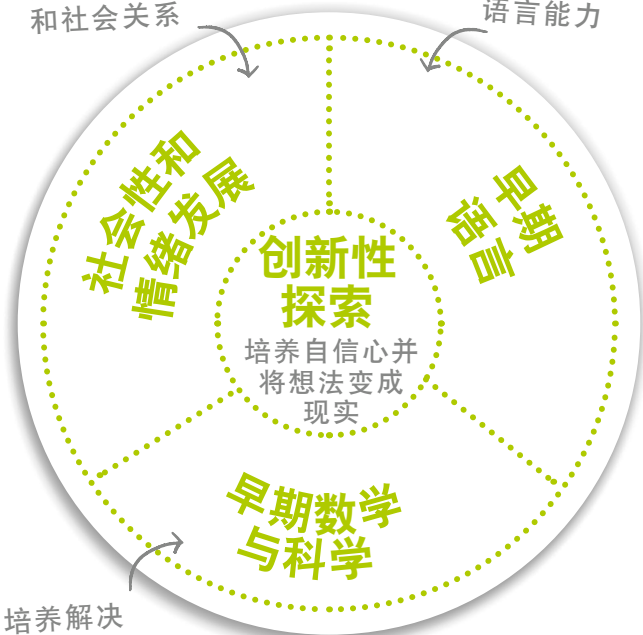 和社会关系
语言能力
社会性和
情绪发展
早期
语言
创新性
探索
培养自信心并
将想法变成
现实
早期数学
与科学
培养解决